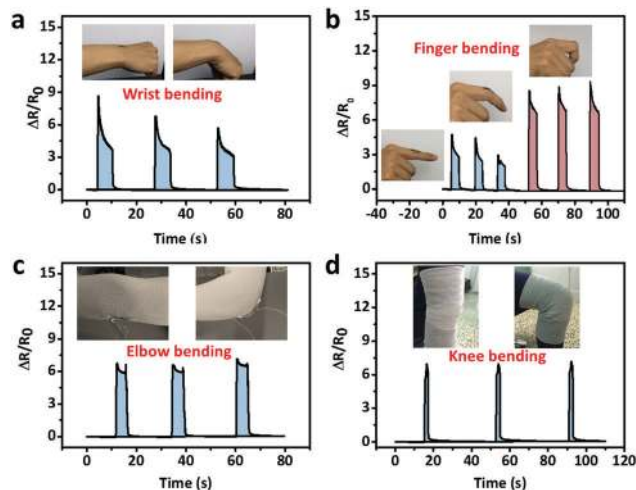 a
15
12
9
6
3
0
ΔR/R0
Wrist bending
0 20 40 60 80
Time (s)
b
15
12
9
6
3
0
ΔR/R0
Finger bending
-40 -20 0 20 40 60 80 100
Time (s)
c
15
12
9
6
3
0
ΔR/R0
Elbow bending
0 20 40 60 80
Time (s)
d
15
12
9
6
3
0
ΔR/R0
Knee bending
0 20 40 60 80 100 120
Time (s)